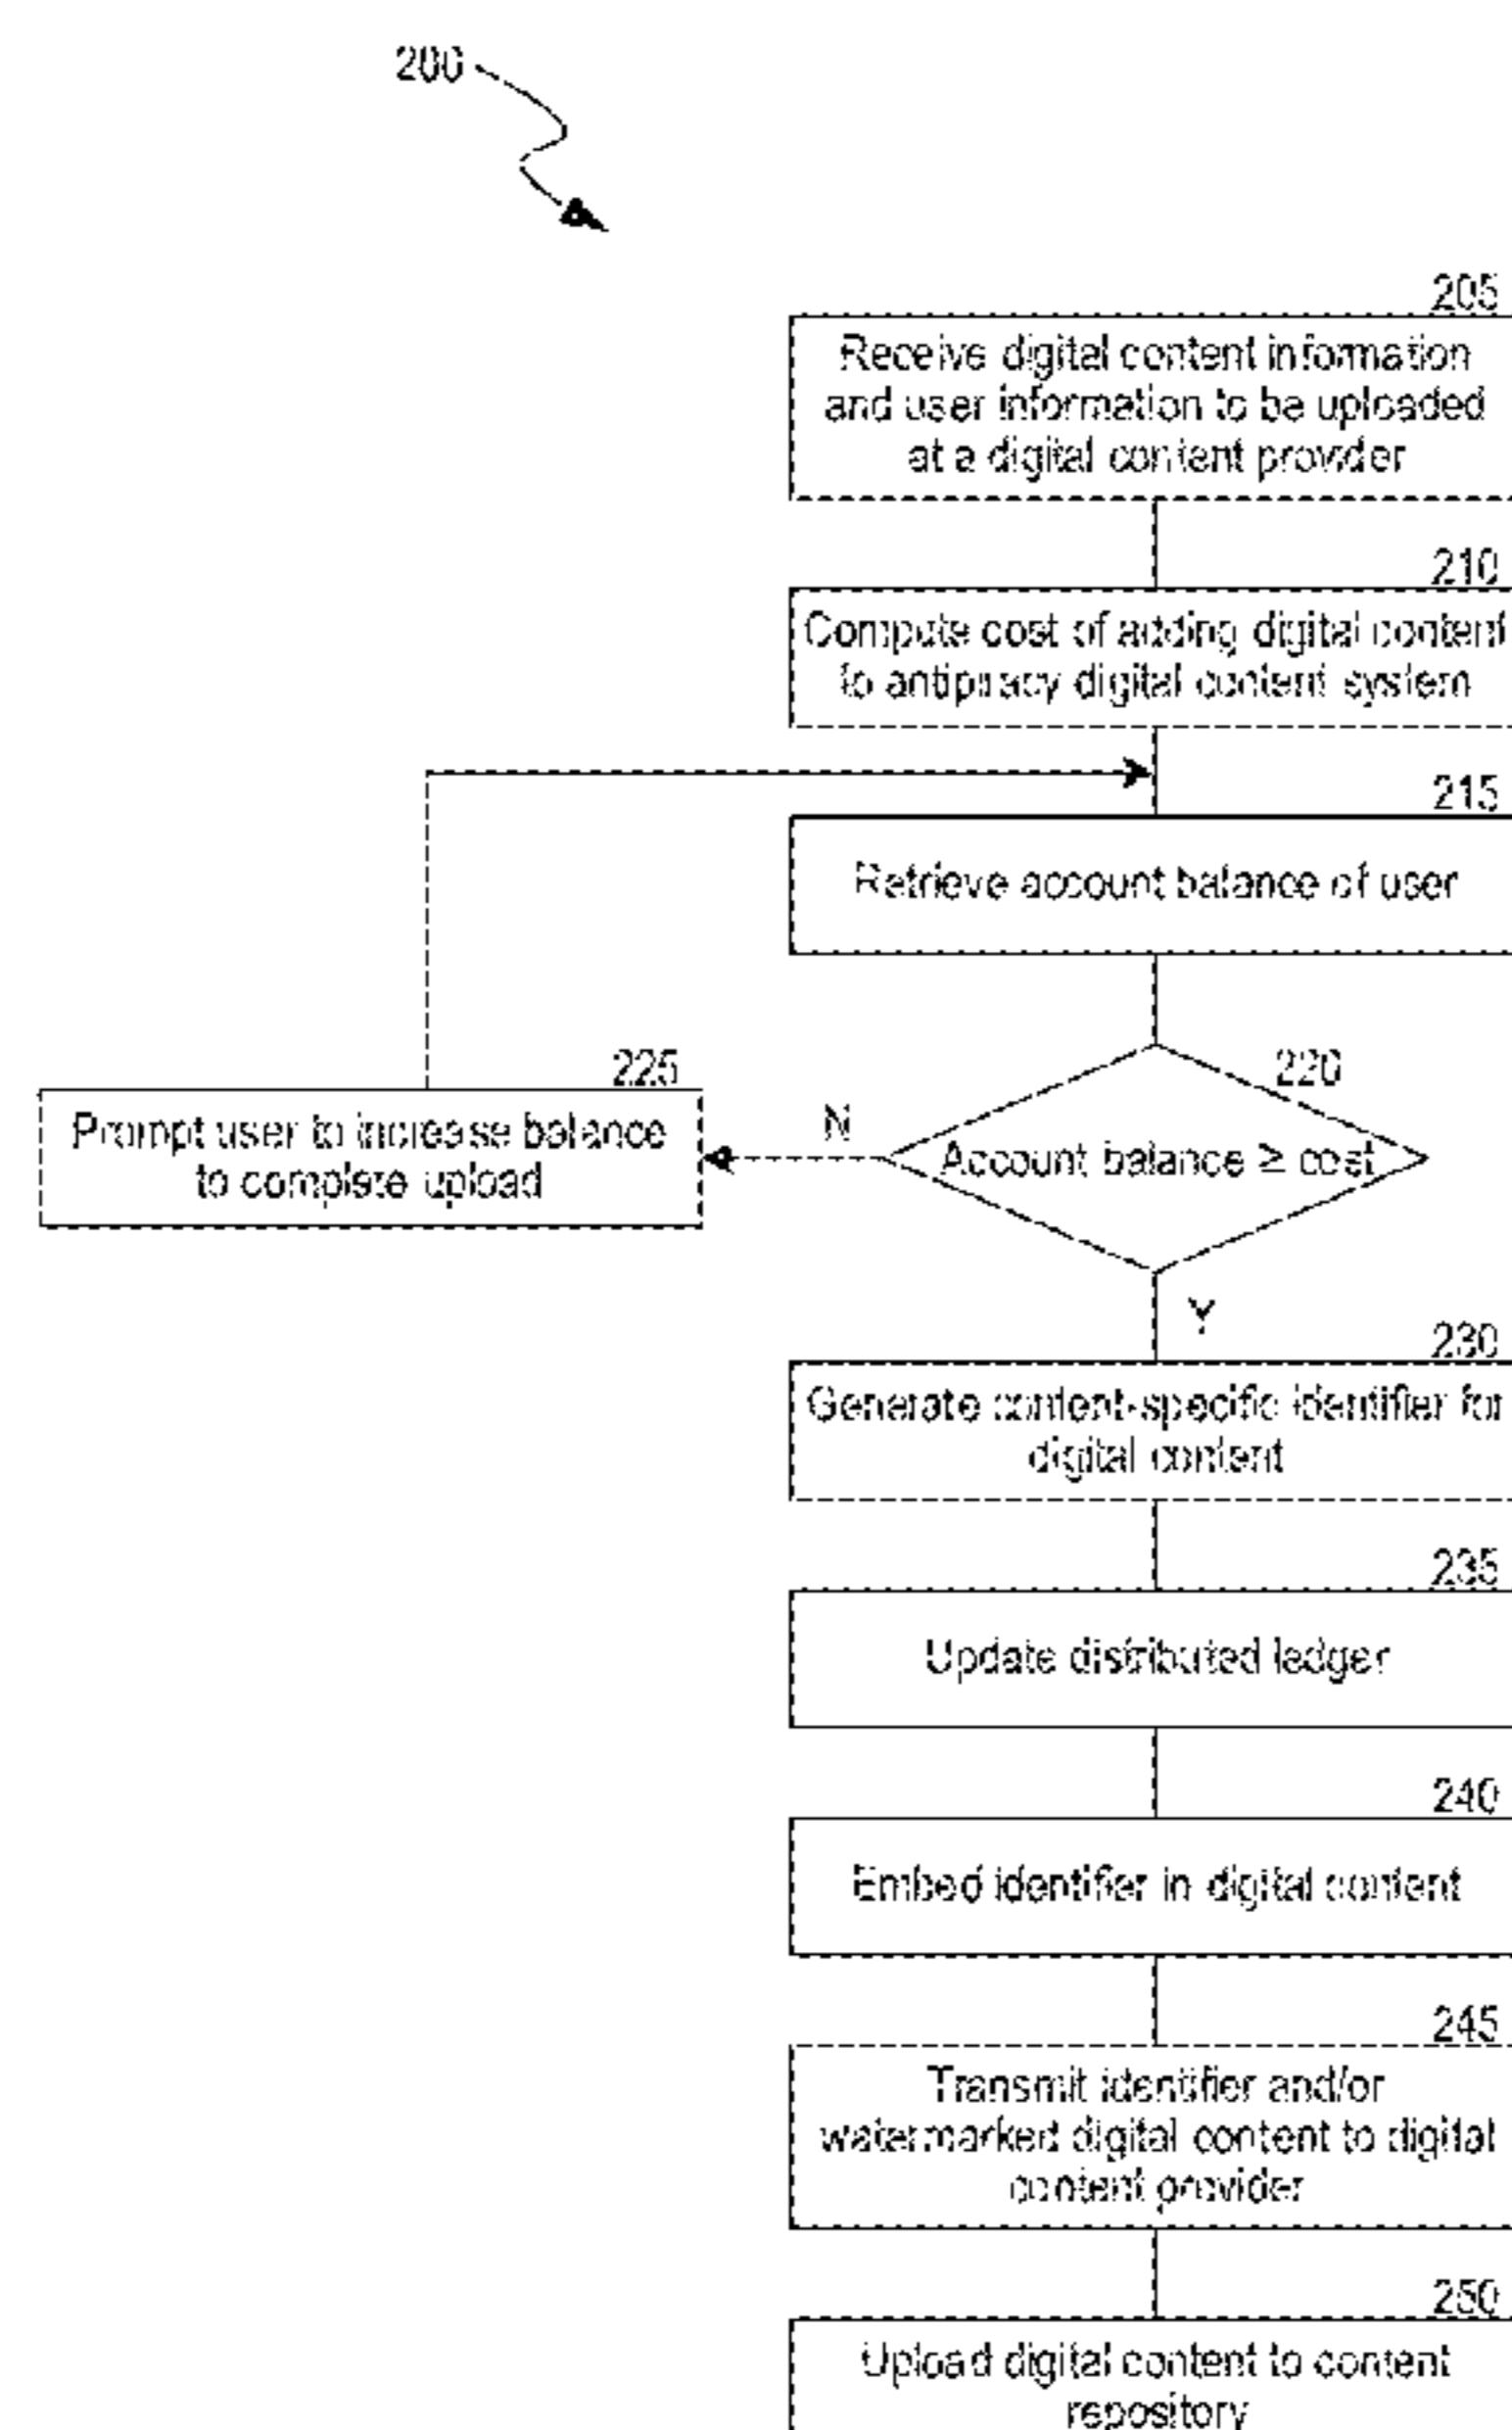 200
205
Receive digital content information
and user information to be uploaded
at a digital content provider
210
Compute cost of adding digital content
to antipiracy digital content system
215
Retrieve account balance of user
220
Account balance ≥ cost
N
225
Prompt user to increase balance
to complete upload
Y
230
Generate content-specific identifier for
digital content
235
Update distributed ledger
240
Embed identifier in digital content
245
Transmit identifier and/or
watermarked digital content to digital
content provider
250
Upload digital content to content
repository